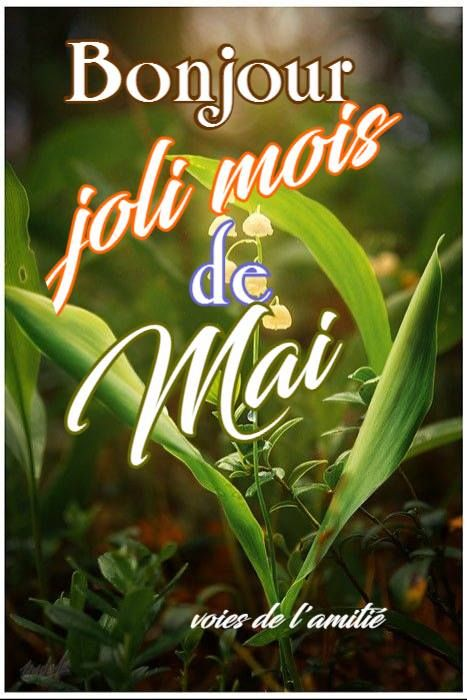 Bonjour
joli mois
de
Mai
voies de l'amitié